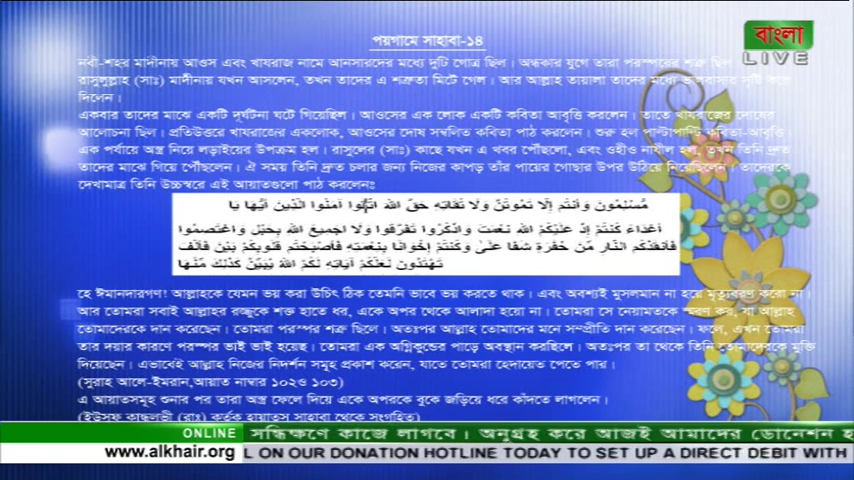 পয়গামে সাহাবা-১৪
বাংলা
LIVE
নবী-শহর মাদীনায় আওস এবং খাযরাজ নামে আনসারদের মধ্যে দুটি গোত্র ছিল। অন্ধকার যুগে তারা পরস্পরের শত্রু ছিল
রাসুলুল্লাহ (সাঃ) মাদীনায় যখন আসলেন, তখন তাদের এ শত্রুতা মিটে গেল। আর আল্লাহ তায়ালা তাদের মধ্যে ভালবাসার সৃষ্টি করে
দিলেন।
একবার তাদের মাঝে একটি দূর্ঘটনা ঘটে গিয়েছিল। আওসের এক লোক একটি কবিতা আবৃত্তি করলেন। তাতে খাযরাজের দোষের
আলোচনা ছিল। প্রতিউত্তরে খাযরাজের একলোক, আওসের দোষ সম্বলিত কবিতা পাঠ করলেন। শুরু হল পাল্টাপাল্টি কবিতা-আবৃত্তি।
এক পর্যায়ে অস্ত্র নিয়ে লড়াইয়ের উপক্রম হল। রাসুলের (সাঃ) কাছে যখন এ খবর পৌঁছলো, এবং ওহীও নাযীল হল, তখন তিনি দ্রুত
তাদের মাঝে গিয়ে পৌঁছলেন। ঐ সময় তিনি দ্রুত চলার জন্য নিজের কাপড় তাঁর পায়ের গোছার উপর উঠিয়ে নিয়েছিলেন। তাদেরকে
দেখামাত্র তিনি উচ্চস্বরে এই আয়াতগুলো পাঠ করলেনঃ
مُسْلِمُونَ وَأَنتُم إِلَّا تَمُوتُنَّ وَلَا تُقَاتِهِ حَقَّ اللَّه اتَّقُوا آمَنُوا الَّذِينَ أَيُّهَا يَا
أَعْدَاءً كُنتُمْ إِذْ عَلَيْكُمْ اللَّه نِعْمَتَ وَاذْكُرُوا تَفَرَّقُوا وَلَا جَمِيعًا اللَّه بِحَبْلِ وَاعْتَصِمُوا
فَأَنقَذَكُم النَّارِ مِّنَ حُفْرَةٍ شَفَا عَلَىٰ وَكُنتُمْ إِخْوَانًا بِنِعْمَتِهِ فَأَصْبَحْتُم قُلُوبِكُمْ بَيْنَ فَأَلَّفَ
تَهْتَدُونَ لَعَلَّكُمْ آيَاتِهِ لَكُمْ اللَّهُ يُبَيِّنُ كَذَٰلِكَ مِّنْهَا
হে ঈমানদারগণ! আল্লাহকে যেমন ভয় করা উচিৎ ঠিক তেমনি ভাবে ভয় করতে থাক। এবং অবশ্যই মুসলমান না হয়ে মৃত্যুবরণ করো না।
আর তোমরা সবাই আল্লাহর রজ্জুকে শক্ত হাতে ধর, একে অপর থেকে আলাদা হয়ো না। তোমরা সে নেয়ামতকে স্মরণ কর, যা আল্লাহ
তোমাদেরকে দান করেছেন। তোমরা পরস্পর শত্রু ছিলে। অতঃপর আল্লাহ তোমাদের মনে সম্প্রীতি দান করেছেন। ফলে, এখন তোমরা
তার দয়ার কারণে পরস্পর ভাই ভাই হয়েছ। তোমরা এক অগ্নিকুন্ডের পাড়ে অবস্থান করছিলে। অতঃপর তা থেকে তিনি তোমাদেরকে মুক্তি
দিয়েছেন। এভাবেই আল্লাহ নিজের নিদর্শন সমূহ প্রকাশ করেন, যাতে তোমরা হেদায়েত পেতে পার।
(সুরাহ আলে-ইমরান,আয়াত নাম্বার ১০২ও ১০৩)
এ আয়াতসমূহ শুনার পর তারা অস্ত্র ফেলে দিয়ে একে অপরকে বুকে জড়িয়ে ধরে কাঁদতে লাগলেন।
(ইউসুফ কান্ধলভী (রাঃ) কর্তৃক হায়াতুস সাহাবা থেকে সংগৃহিত)
ONLINE সন্ধিক্ষণে কাজে লাগবে। অনুগ্রহ করে আজই আমাদের ডোনেশন হ
www.alkhair.org L ON OUR DONATION HOTLINE TODAY TO SET UP A DIRECT DEBIT WITH